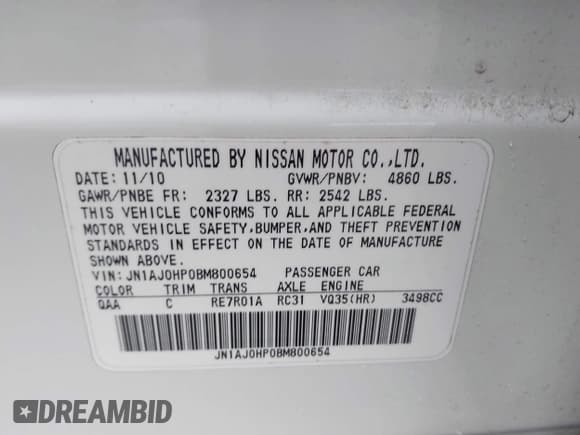 MANUFACTURED BY NISSAN MOTOR CO.,LTD.
DATE: 11/10 GVWR/PNBV: 4860 LBS.
GAWR/PNBE FR: 2327 LBS. RR: 2542 LBS.
THIS VEHICLE CONFORMS TO ALL APPLICABLE FEDERAL
MOTOR VEHICLE SAFETY,BUMPER,AND THEFT PREVENTION
STANDARDS IN EFFECT ON THE DATE OF MANUFACTURE
SHOWN ABOVE.
VIN: JN1AJ0HP0BM800654 PASSENGER CAR
COLOR TRIM TRANS AXLE ENGINE
QAA C RE7R01A RC31 VQ35(HR) 3498CC
JN1AJ0HP0BM800654
DREAMBID